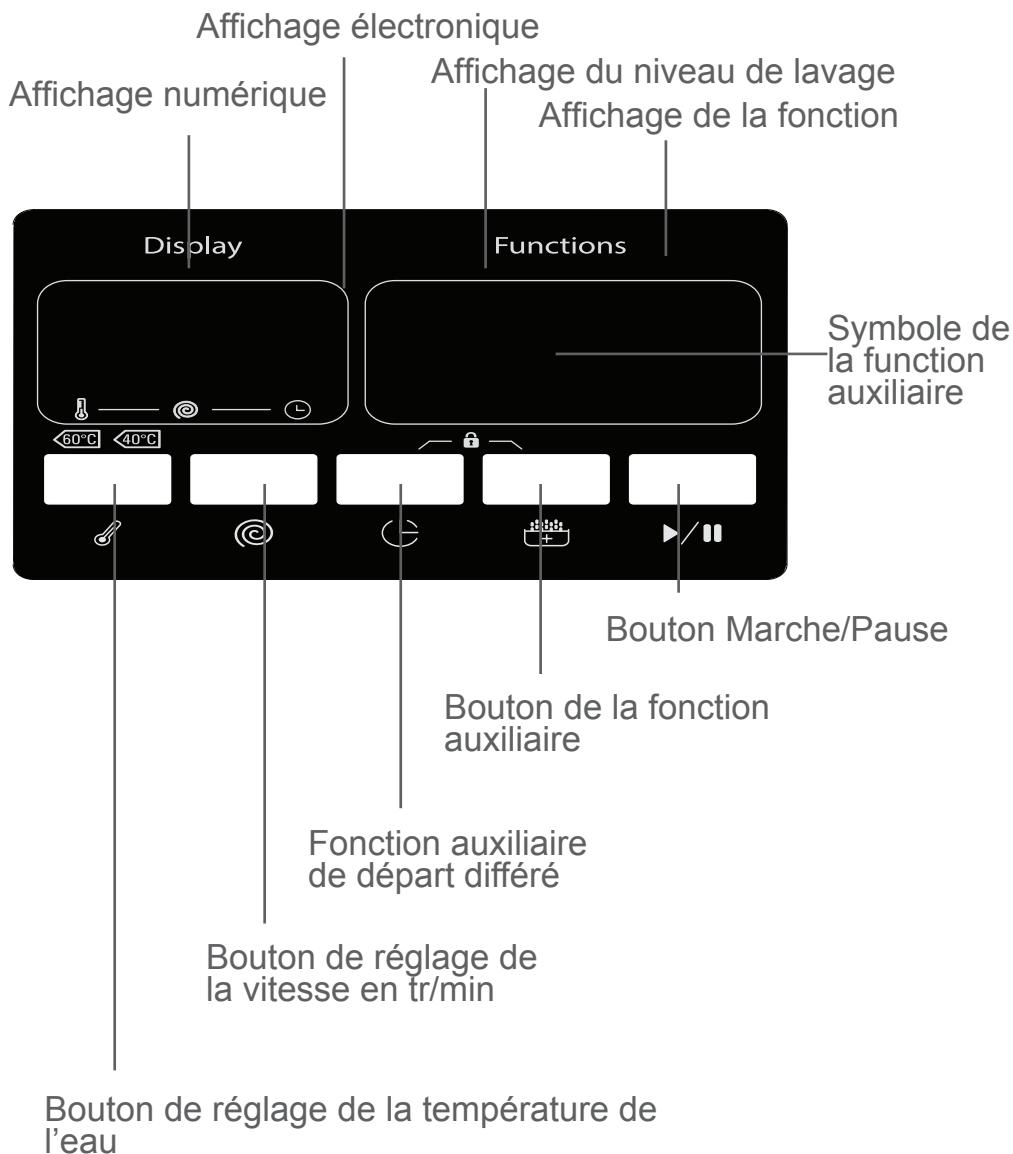 Affichage électronique
Affichage du niveau de lavage
Affichage numérique
Affichage de la fonction
Display
Functions
Symbole de
la function
auxiliaire
60°C 40°C
Bouton Marche/Pause
Bouton de la fonction
auxiliaire
Fonction auxiliaire
de départ différé
Bouton de réglage de
la vitesse en tr/min
Bouton de réglage de la température de
l'eau